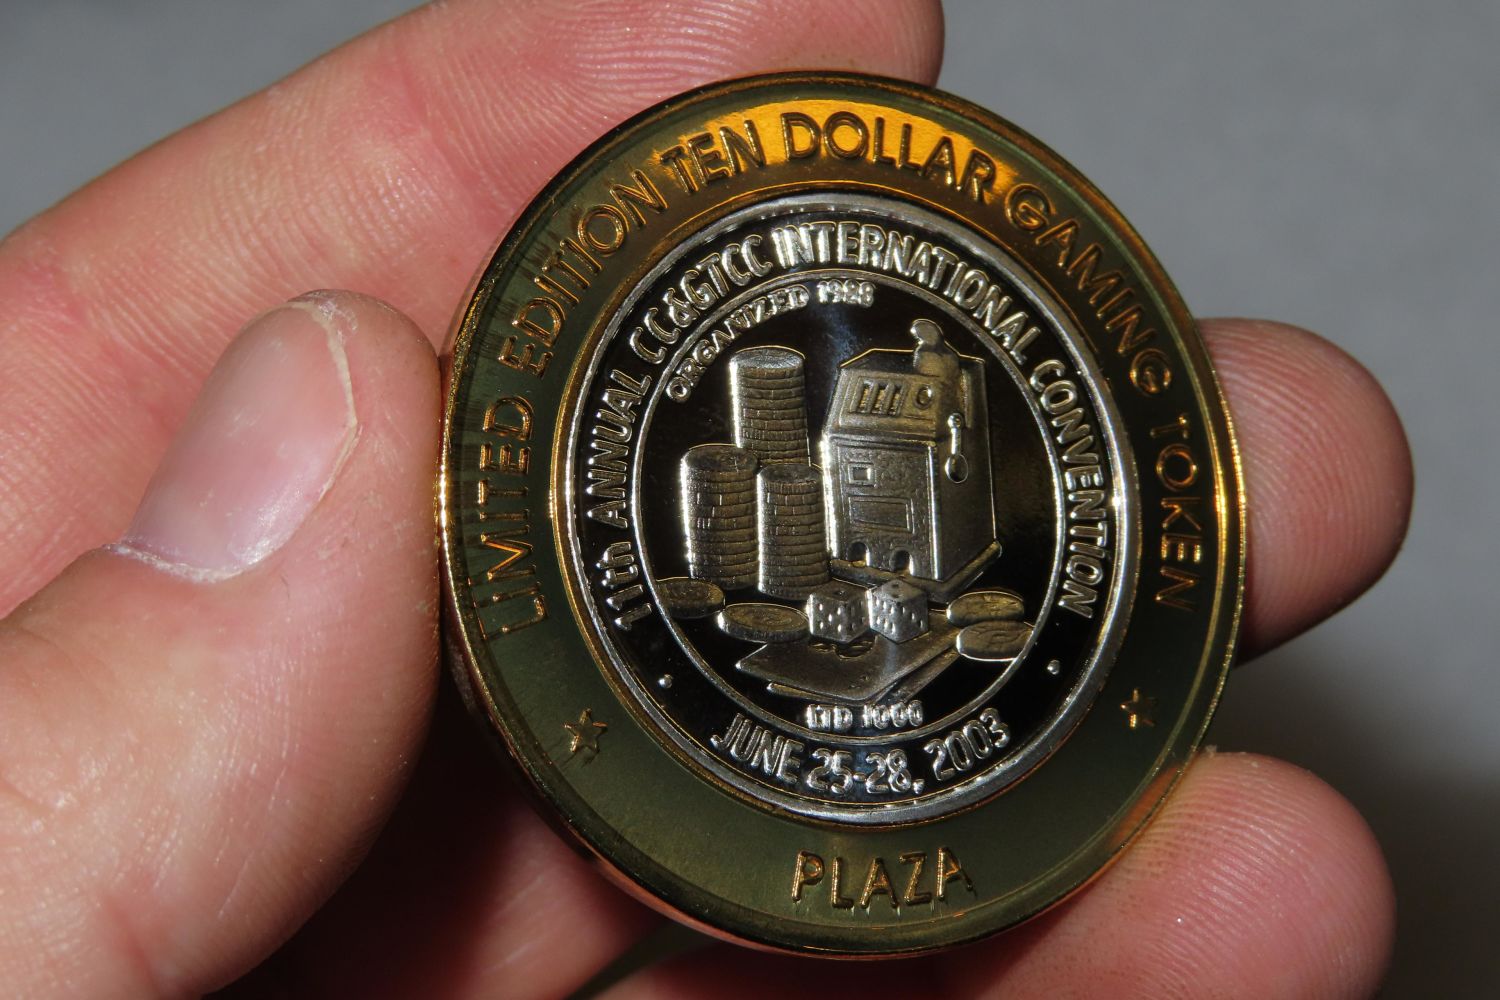 LIMITED EDITION TEN DOLLAR GAMING TOKEN
11th ANNUAL CC&GTCC INTERNATIONAL CONVENTION
ORGANIZED 1988
LTD 1000
JUNE 25-28, 2003
PLAZA